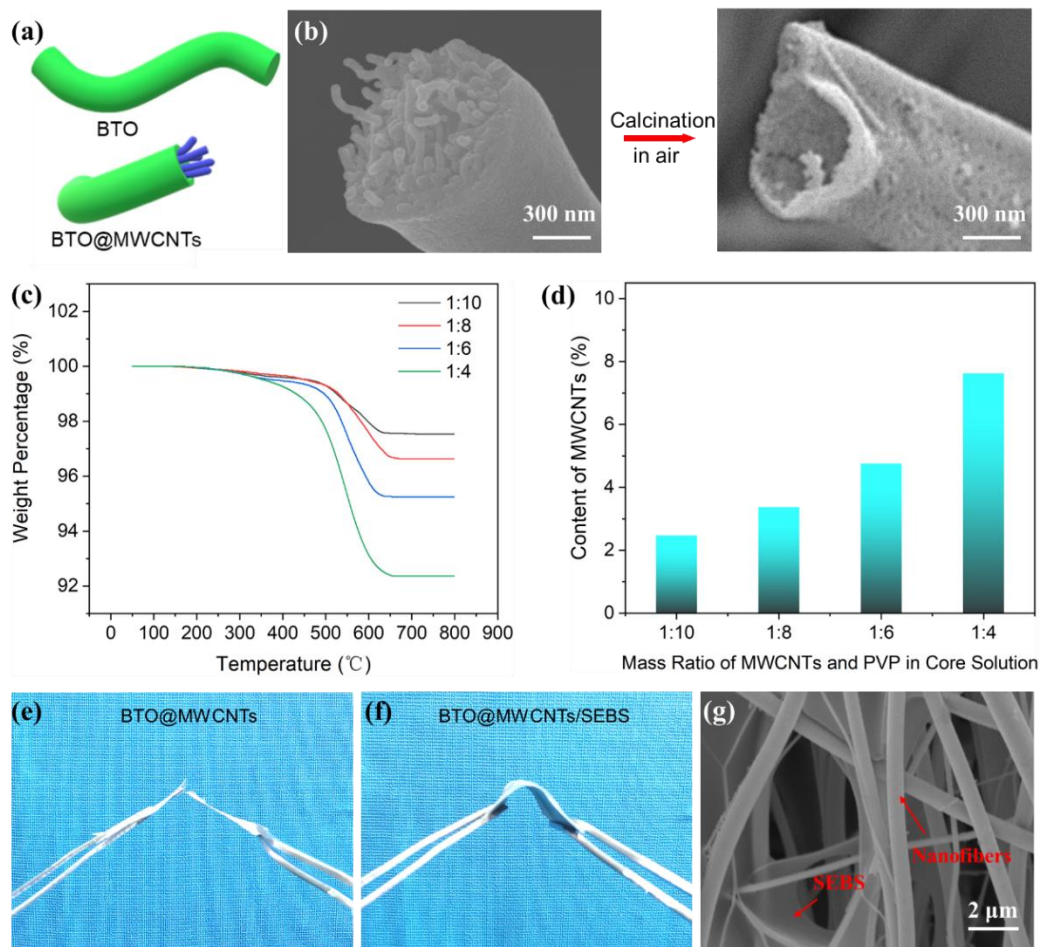 (a)
BTO
BTO@MWCNTs
(b)
300 nm
Calcination
in air
300 nm
(c)
102
100
98
96
94
92
Weight Percentage (%)
1:10
1:8
1:6
1:4
0 100 200 300 400 500 600 700 800 900
Temperature (℃)
(d)
10
8
6
4
2
0
Content of MWCNTs (%)
1:10 1:8 1:6 1:4
Mass Ratio of MWCNTs and PVP in Core Solution
(e)
BTO@MWCNTs
(f)
BTO@MWCNTs/SEBS
(g)
Nanofibers
SEBS
2 μm